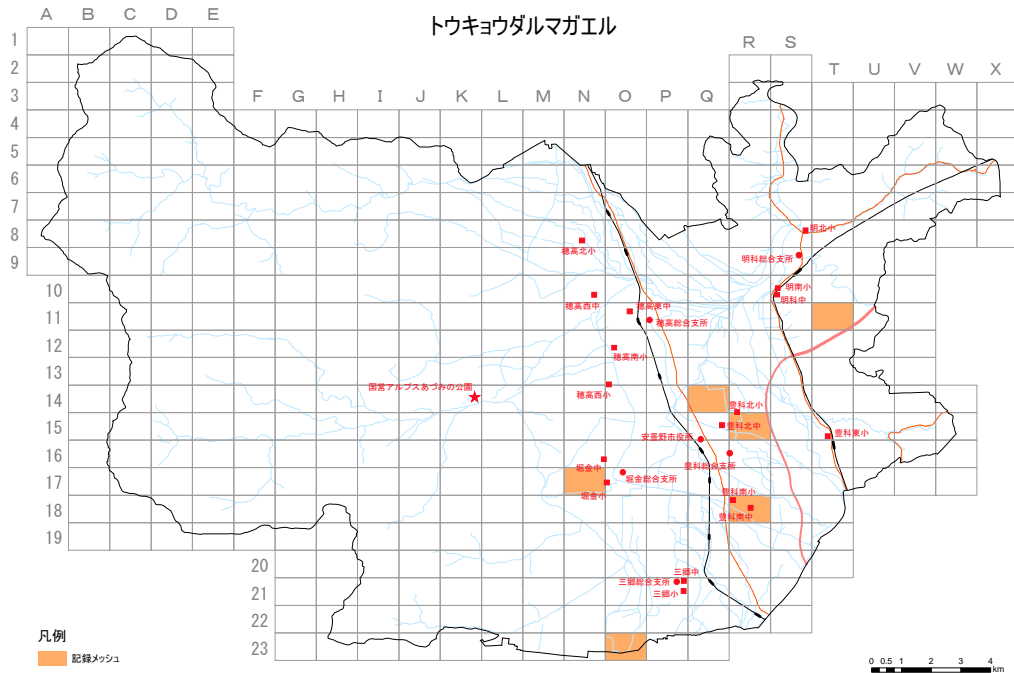 トウキョウダルマガエル
A B C D E
R S
T U V W X
F G H I J K L M N O P Q
1
2
3
4
5
6
7
8
9
10
11
12
13
14
15
16
17
18
19
20
21
22
23
明北小
穂高北小
明科総合支所
明南小
明科中
穂高西中
穂高東中
穂高総合支所
穂高南小
国営アルプスあづみの公園
穂高西小
豊科北小
豊科北中
安曇野市役所
豊科東小
豊科総合支所
堀金中
堀金総合支所
堀金小
豊科南小
豊科南中
三郷中
三郷総合支所
三郷小
凡例
記録メッシュ
0 0.5 1 2 3 4
km